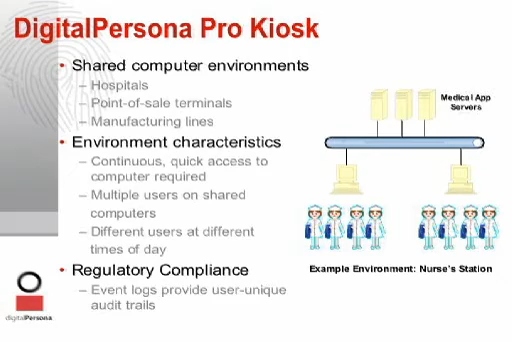 DigitalPersona Pro Kiosk
• Shared computer environments
– Hospitals
– Point-of-sale terminals
– Manufacturing lines
• Environment characteristics
– Continuous, quick access to
computer required
– Multiple users on shared
computers
– Different users at different
times of day
• Regulatory Compliance
– Event logs provide user-unique
audit trails
Medical App
Servers
Example Environment: Nurse's Station
digitalPersona